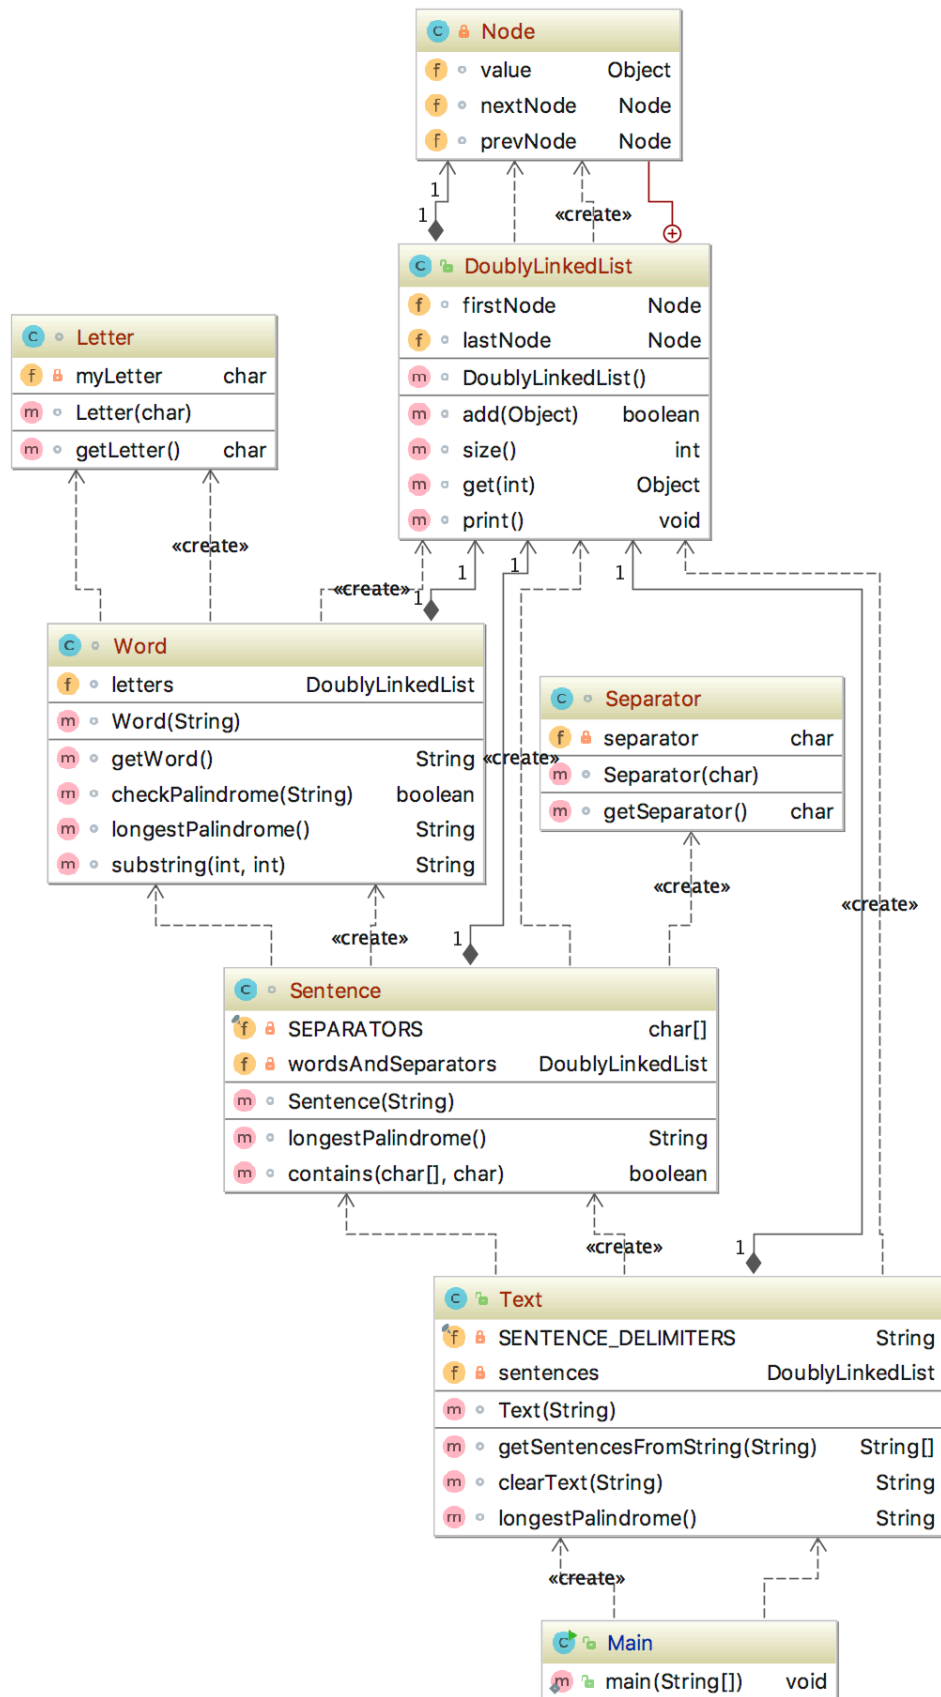 C Node
f value Object
f nextNode Node
f prevNode Node
1
1
«create»
C DoublyLinkedList
f firstNode Node
f lastNode Node
m DoublyLinkedList()
m add(Object) boolean
m size() int
m get(int) Object
m print() void
C Letter
f myLetter char
m Letter(char)
m getLetter() char
«create»
«create»
1
1
1
1
C Word
f letters DoublyLinkedList
m Word(String)
m getWord() String
m checkPalindrome(String) boolean
m longestPalindrome() String
m substring(int, int) String
«create»
C Separator
f separator char
m Separator(char)
m getSeparator() char
«create»
«create»
«create»
1
C Sentence
f SEPARATORS char[]
f wordsAndSeparators DoublyLinkedList
m Sentence(String)
m longestPalindrome() String
m contains(char[], char) boolean
«create»
1
C Text
f SENTENCE_DELIMITERS String
f sentences DoublyLinkedList
m Text(String)
m getSentencesFromString(String) String[]
m clearText(String) String
m longestPalindrome() String
«create»
C Main
m main(String[]) void